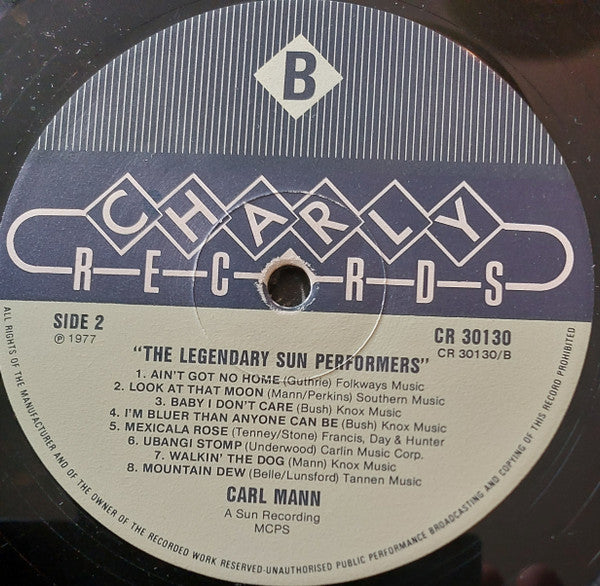 B
CHARLY
RECORDS
SIDE 2
℗ 1977
CR 30130
CR 30130/B
"THE LEGENDARY SUN PERFORMERS"
1. AIN'T GOT NO HOME (Guthrie) Folkways Music
2. LOOK AT THAT MOON (Mann/Perkins) Southern Music
3. BABY I DON'T CARE (Bush) Knox Music
4. I'M BLUER THAN ANYONE CAN BE (Bush) Knox Music
5. MEXICALA ROSE (Tenney/Stone) Francis, Day & Hunter
6. UBANGI STOMP (Underwood) Carlin Music Corp.
7. WALKIN' THE DOG (Mann) Knox Music
8. MOUNTAIN DEW (Belle/Lunsford) Tannen Music
CARL MANN
A Sun Recording
MCPS
ALL RIGHTS OF THE MANUFACTURER AND OF THE OWNER OF THE RECORDED WORK RESERVED-UNAUTHORISED PUBLIC PERFORMANCE BROADCASTING AND COPYING OF THIS RECORD PROHIBITED